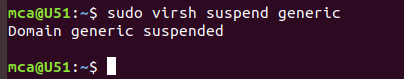 mca@U51:~$ sudo virsh suspend generic
Domain generic suspended

mca@U51:~$